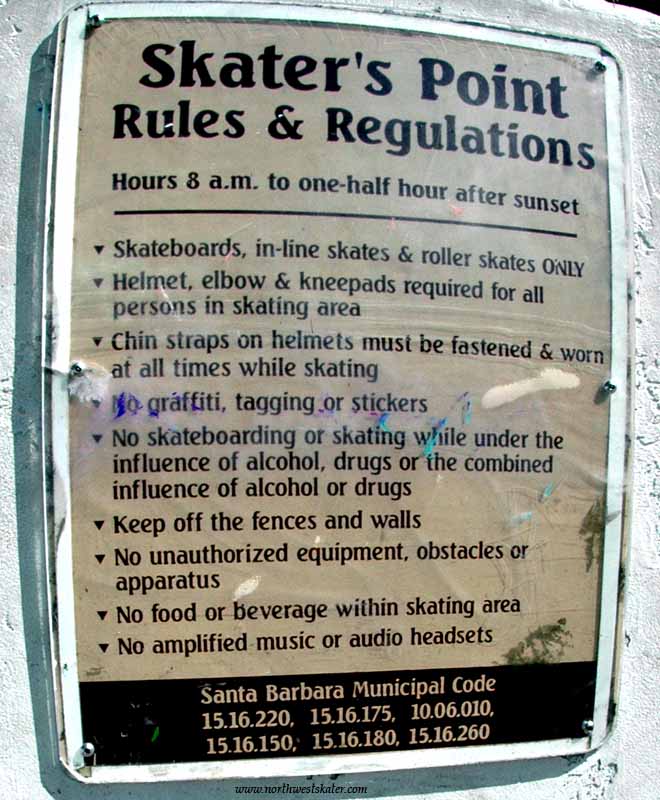 Skater's Point
Rules & Regulations
Hours 8 a.m. to one-half hour after sunset
▾ Skateboards, in-line skates & roller skates ONLY
▾ Helmet, elbow & kneepads required for all
persons in skating area
▾ Chin straps on helmets must be fastened & worn
at all times while skating
▾ No graffiti, tagging or stickers
▾ No skateboarding or skating while under the
influence of alcohol, drugs or the combined
influence of alcohol or drugs
▾ Keep off the fences and walls
▾ No unauthorized equipment, obstacles or
apparatus
▾ No food or beverage within skating area
▾ No amplified music or audio headsets
Santa Barbara Municipal Code
15.16.220, 15.16.175, 10.06.010,
15.16.150, 15.16.180, 15.16.260
www.northwestskater.com